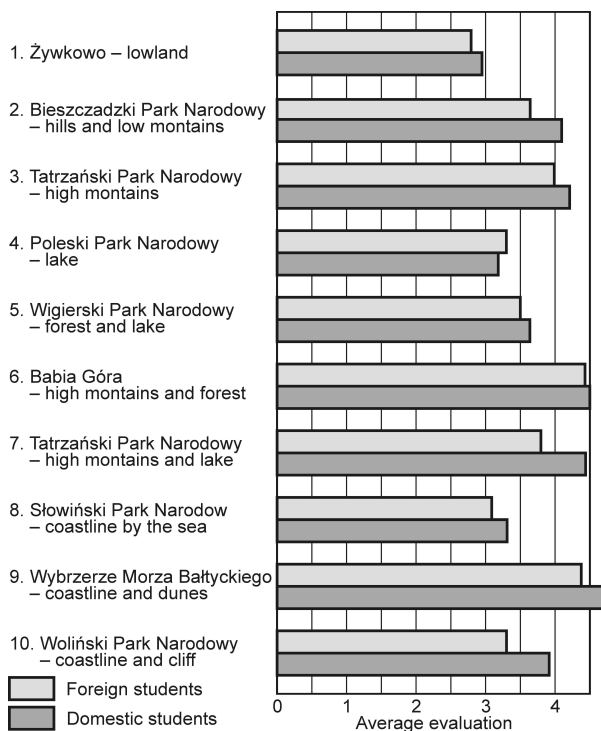 1. Żywkowo – lowland
2. Bieszczadzki Park Narodowy
– hills and low montains
3. Tatrzański Park Narodowy
– high montains
4. Poleski Park Narodowy
– lake
5. Wigierski Park Narodowy
– forest and lake
6. Babia Góra
– high montains and forest
7. Tatrzański Park Narodowy
– high montains and lake
8. Słowiński Park Narodow
– coastline by the sea
9. Wybrzerze Morza Bałtyckiego
– coastline and dunes
10. Woliński Park Narodowy
– coastline and cliff
Foreign students
Domestic students
0 1 2 3 4
Average evaluation